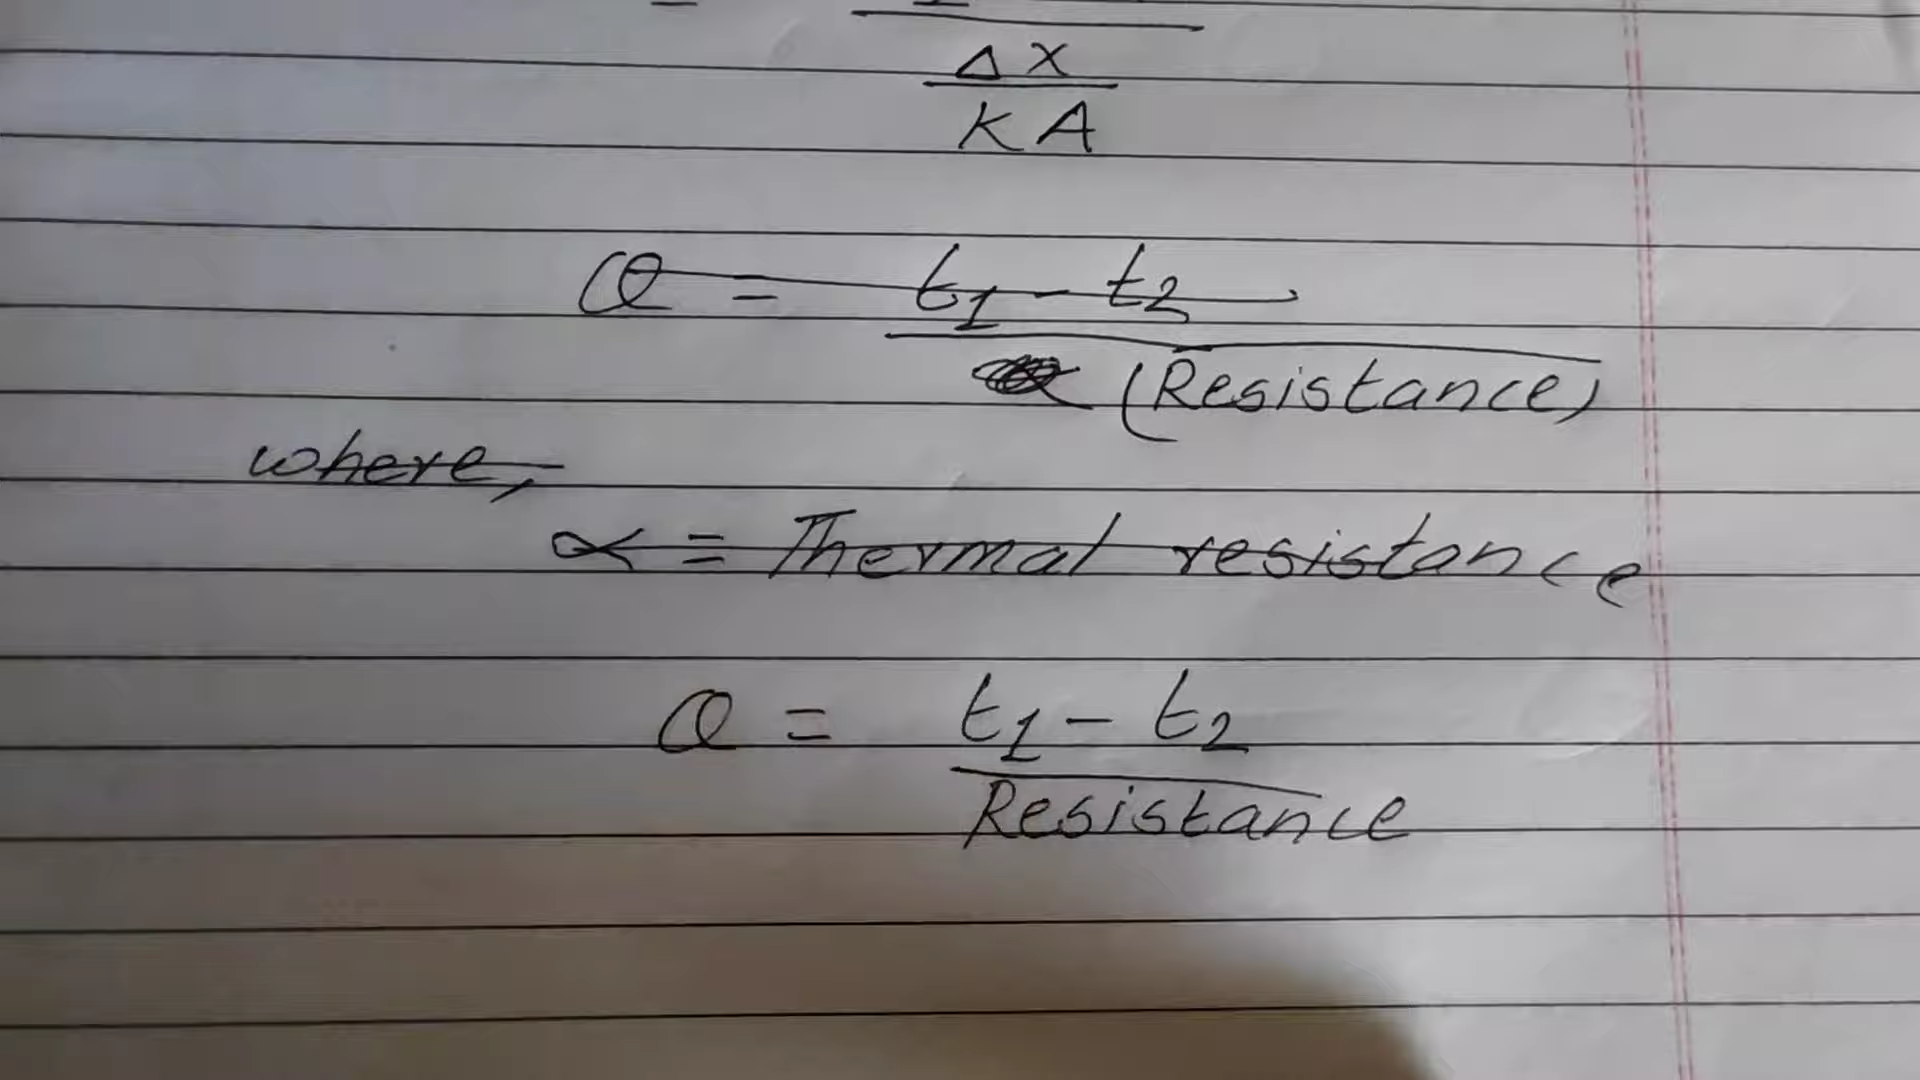 Δx
KA
Q = t1 - t2
(Resistance)
where,
∝ = Thermal resistance
Q = t1 - t2
Resistance